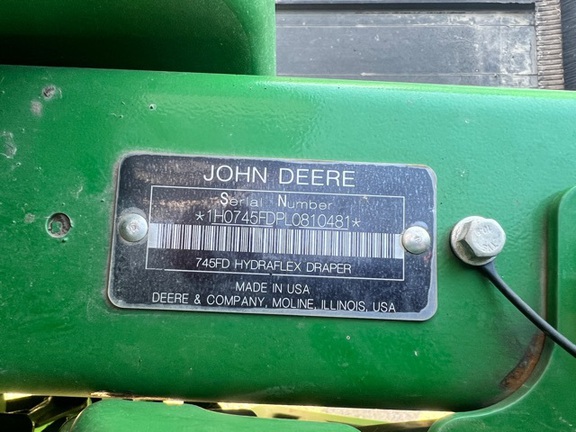 JOHN DEERE
Serial Number
*1H0745FDPL0810481*
745FD HYDRAFLEX DRAPER
MADE IN USA
DEERE & COMPANY, MOLINE, ILLINOIS, USA